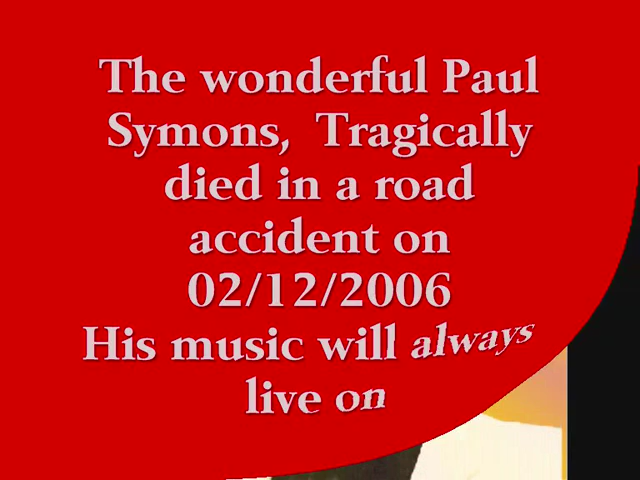 The wonderful Paul
Symons, Tragically
died in a road
accident on
02/12/2006
His music will always
live on